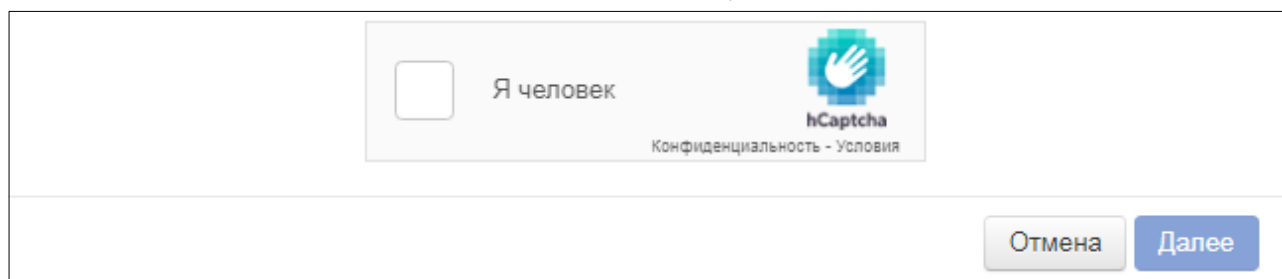 Я человек
hCaptcha
Конфиденциальность - Условия
Отмена
Далее